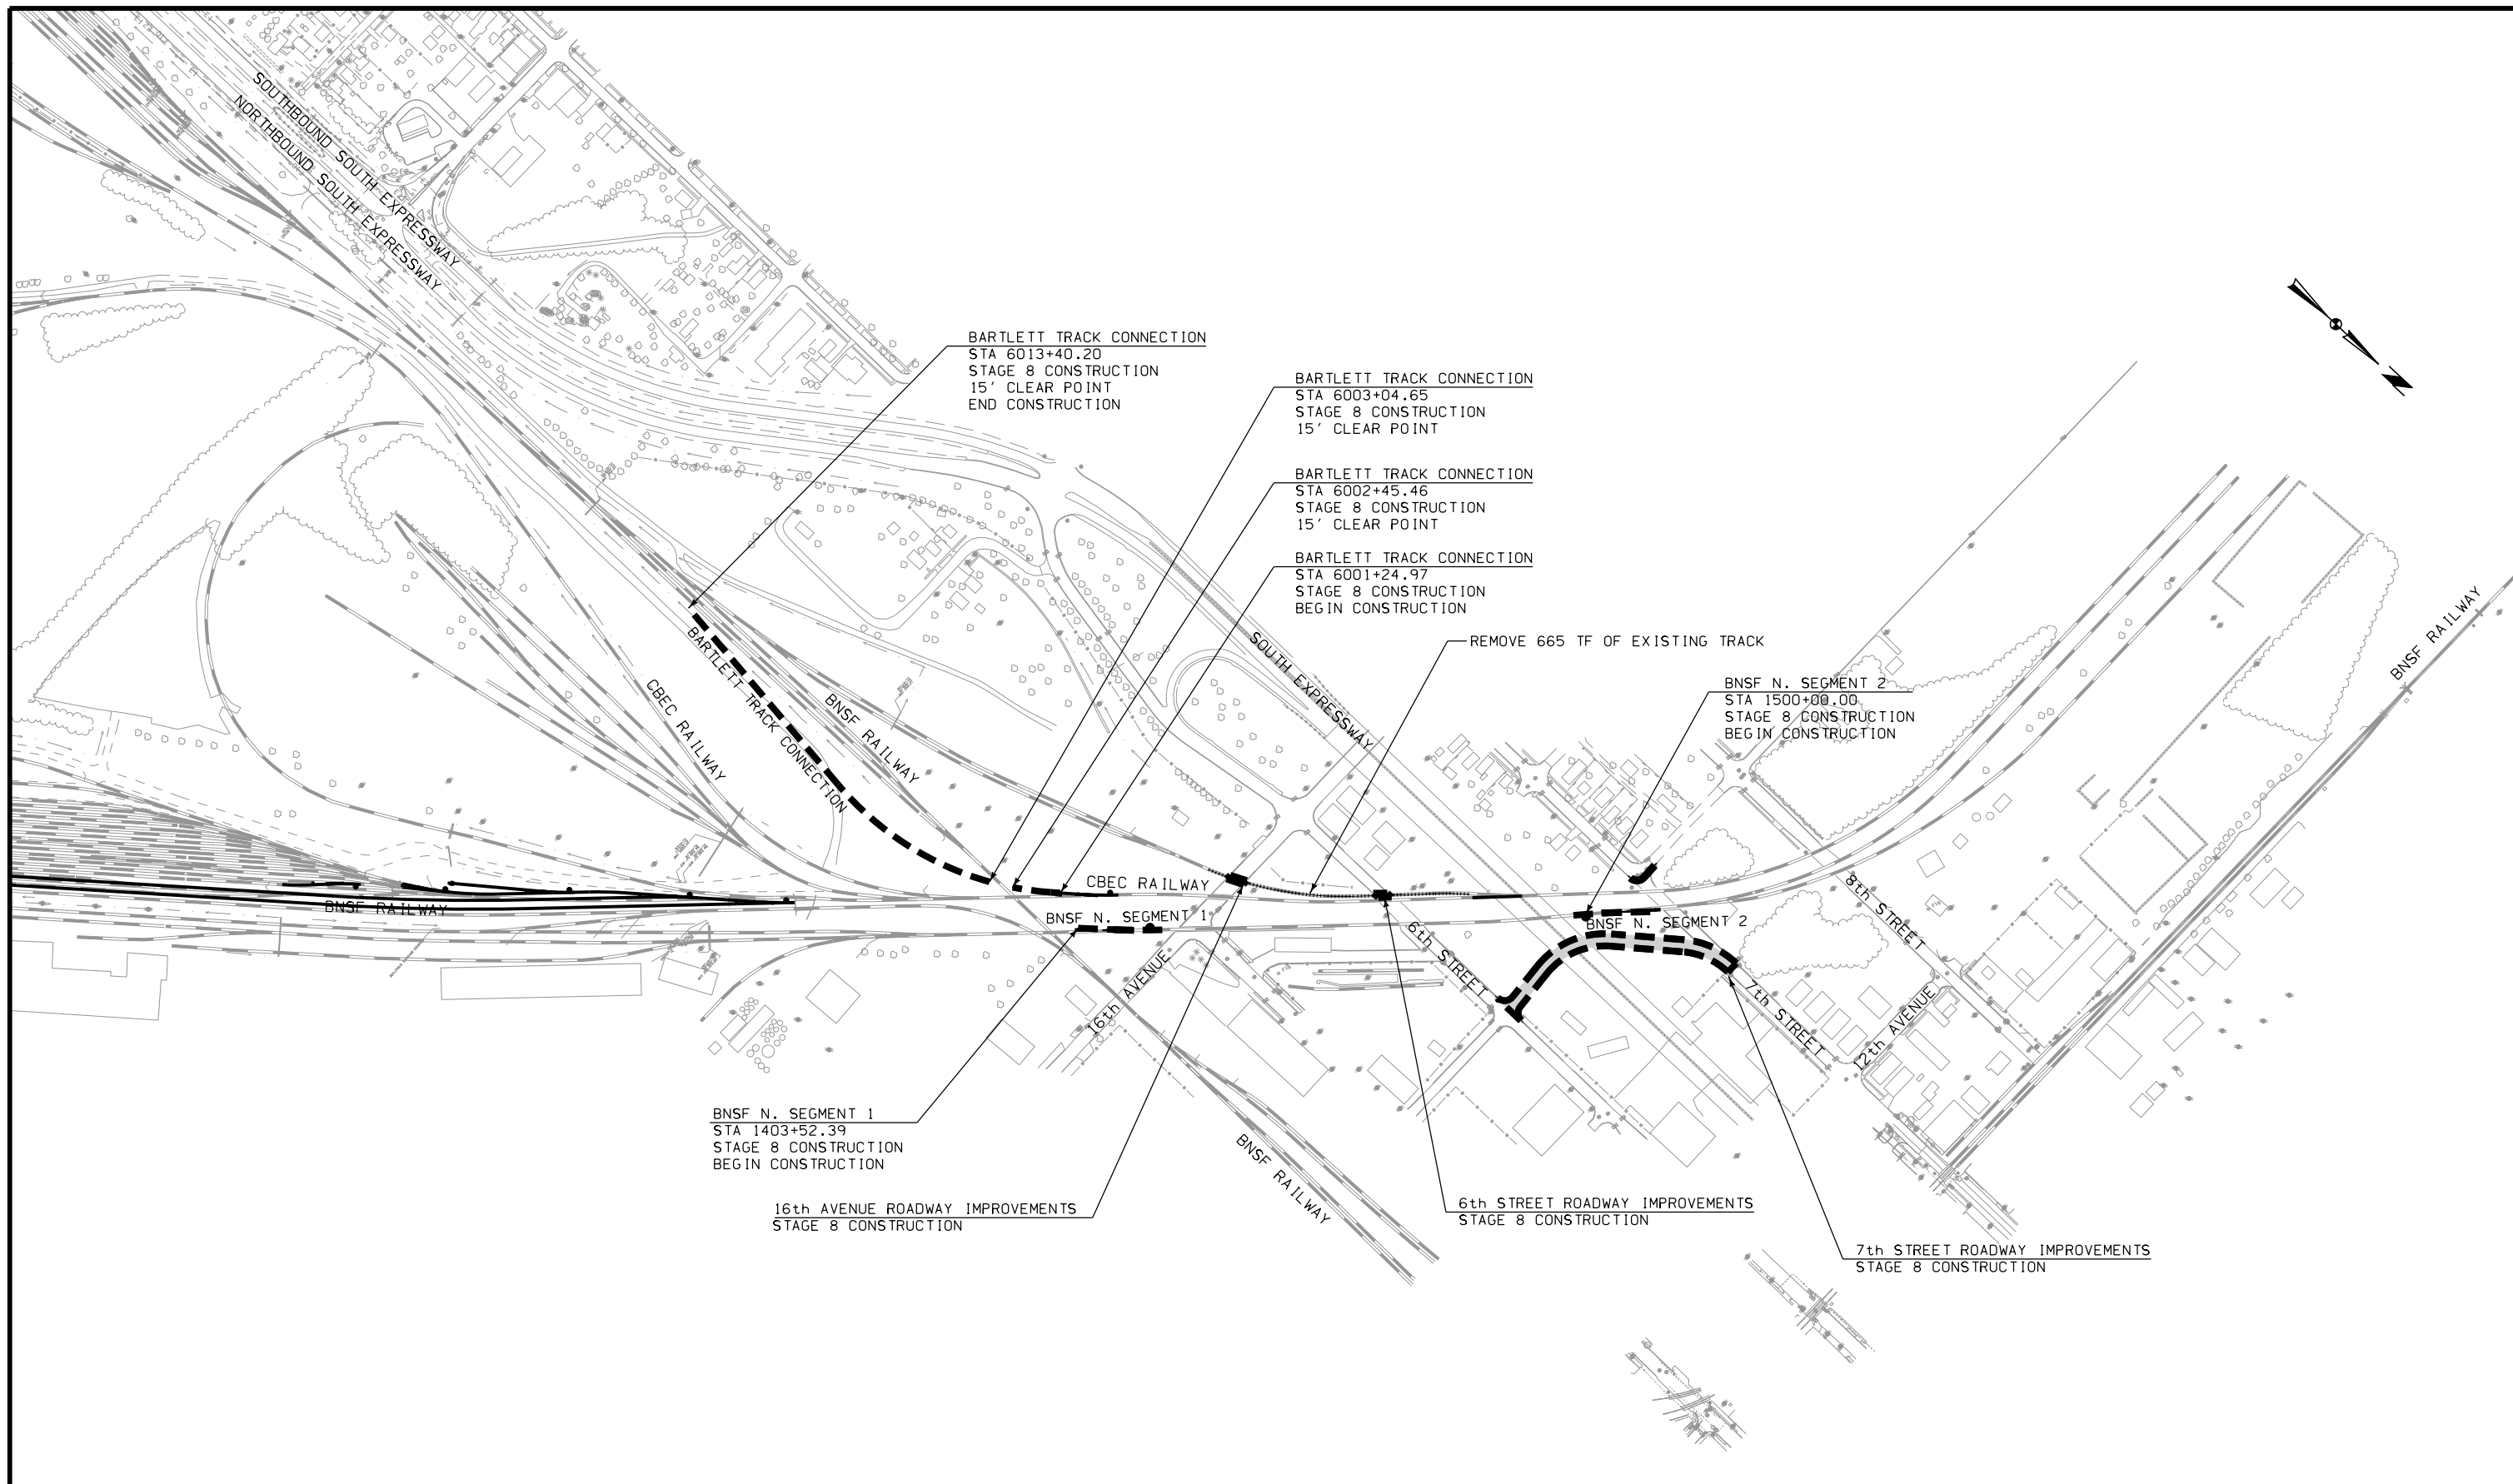 SOUTHBOUND SOUTH EXPRESSWAY
NORTHBOUND SOUTH EXPRESSWAY
BARTLETT TRACK CONNECTION
STA 6013+40.20
STAGE 8 CONSTRUCTION
15' CLEAR POINT
END CONSTRUCTION
BARTLETT TRACK CONNECTION
STA 6003+04.65
STAGE 8 CONSTRUCTION
15' CLEAR POINT
BARTLETT TRACK CONNECTION
STA 6002+45.46
STAGE 8 CONSTRUCTION
15' CLEAR POINT
BARTLETT TRACK CONNECTION
STA 6001+24.97
STAGE 8 CONSTRUCTION
BEGIN CONSTRUCTION
N
REMOVE 665 TF OF EXISTING TRACK
SOUTH EXPRESSWAY
BNSF RAILWAY
BNSF N. SEGMENT 2
STA 1500+00.00
STAGE 8 CONSTRUCTION
BEGIN CONSTRUCTION
BARTLETT TRACK CONNECTION
CBEC RAILWAY
BNSF RAILWAY
CBEC RAILWAY
BNSF RAILWAY
BNSF N. SEGMENT 1
BNSF N. SEGMENT 2
16th AVENUE
6th STREET
7th STREET
8th STREET
12th AVENUE
BNSF N. SEGMENT 1
STA 1403+52.39
STAGE 8 CONSTRUCTION
BEGIN CONSTRUCTION
BNSF RAILWAY
16th AVENUE ROADWAY IMPROVEMENTS
STAGE 8 CONSTRUCTION
6th STREET ROADWAY IMPROVEMENTS
STAGE 8 CONSTRUCTION
7th STREET ROADWAY IMPROVEMENTS
STAGE 8 CONSTRUCTION